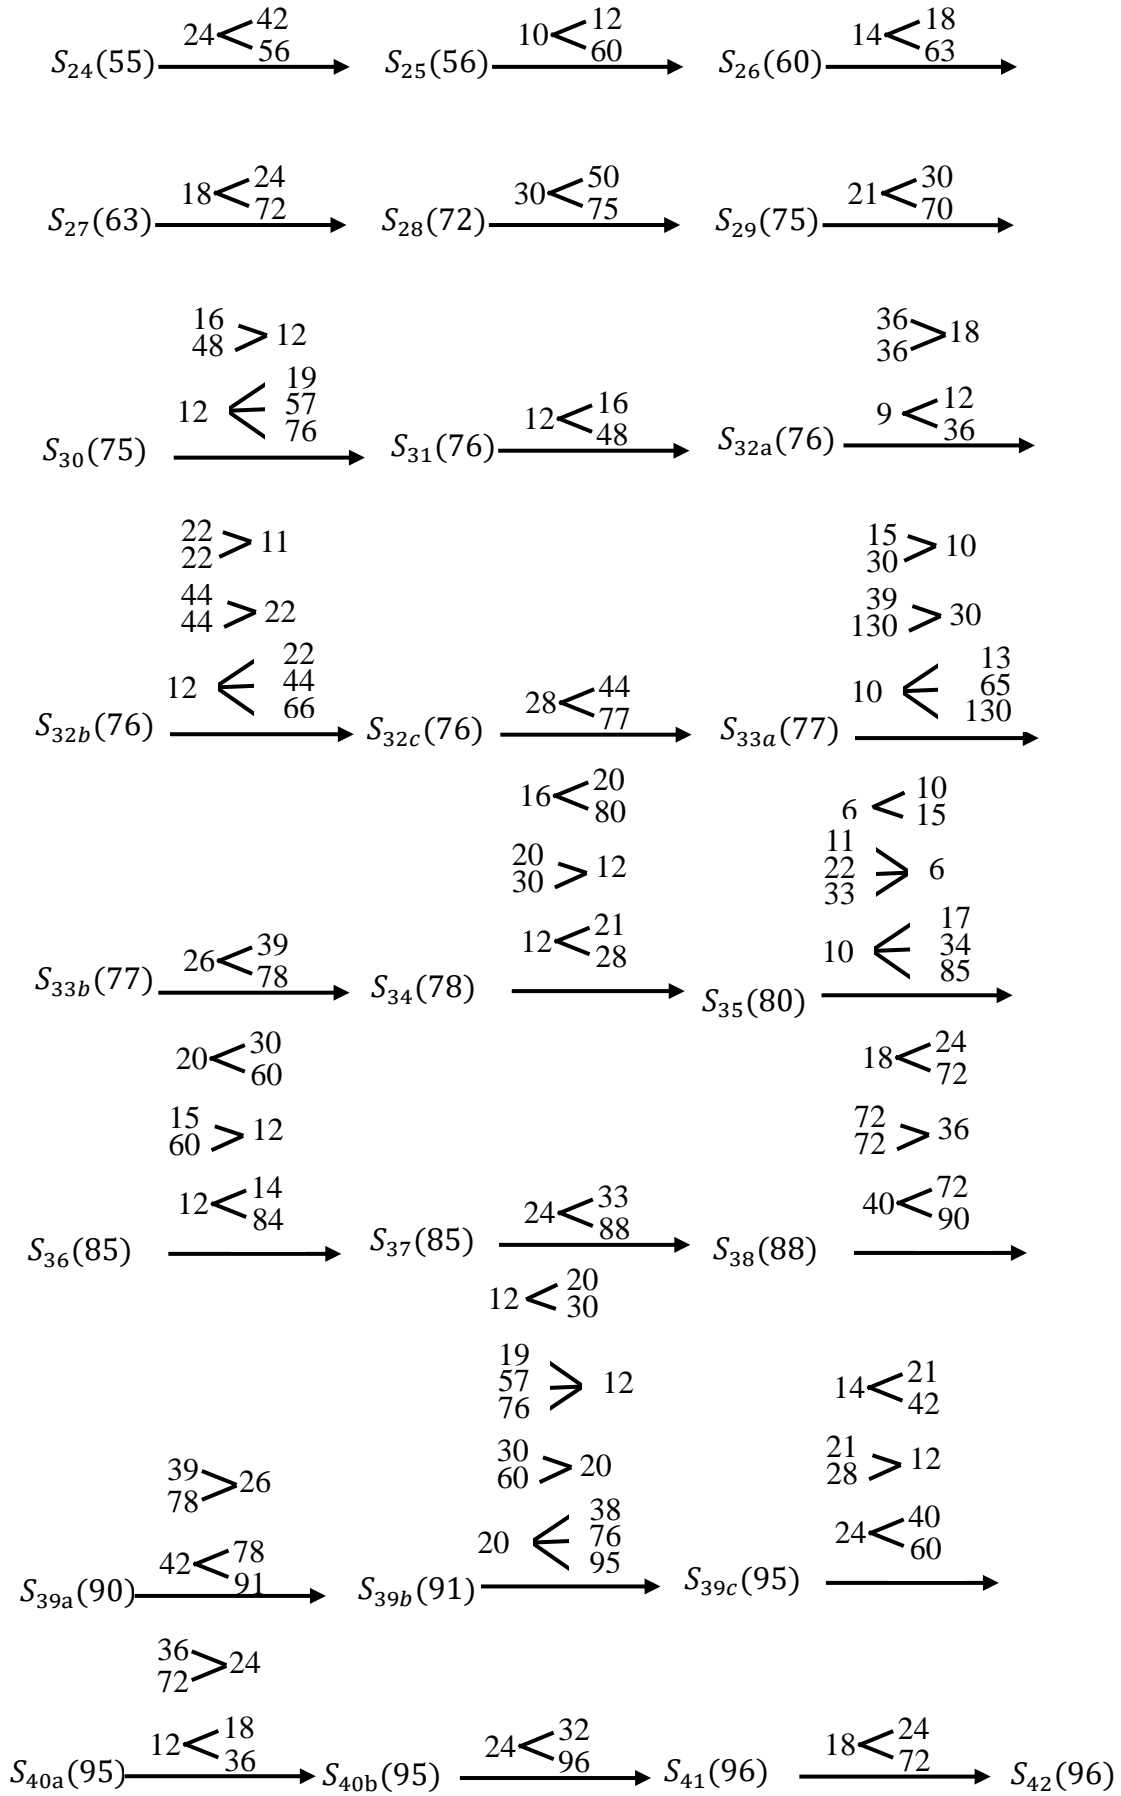 24 < 42 10 < 12 14 < 18
56 60 63
S₂₄(55) S₂₅(56) S₂₆(60)
18 < 24 30 < 50 21 < 30
72 75 70
S₂₇(63) S₂₈(72) S₂₉(75)
16 36
48 > 12 36 > 18
19
12 57 12 < 16 9 < 12
76 48 36
S₃₀(75) S₃₁(76) S₃₂ₐ(76)
22 15
22 > 11 30 > 10
44 39
44 > 22 130 > 30
22 13
12 44 28 < 44 10 65
66 77 130
S₃₂b(76) S₃₂c(76) S₃₃ₐ(77)
16 < 20 6 < 10
80 15
20 11
30 > 12 22 6
33
26 < 39 12 < 21 17
78 28 10 34
85
S₃₃b(77) S₃₄(78) S₃₅(80)
20 < 30 18 < 24
60 72
15 72
60 > 12 72 > 36
12 < 14 24 < 33 40 < 72
84 88 90
S₃₆(85) S₃₇(85) S₃₈(88)
12 < 20
30
19
57 12 14 < 21
76 42
39 30 21
78 > 26 60 > 20 28 > 12
38
42 < 78 20 76 24 < 40
91 95 60
S₃₉ₐ(90) S₃₉b(91) S₃₉c(95)
36
72 > 24
12 < 18 24 < 32 18 < 24
36 96 72
S₄₀ₐ(95) S₄₀b(95) S₄₁(96) S₄₂(96)